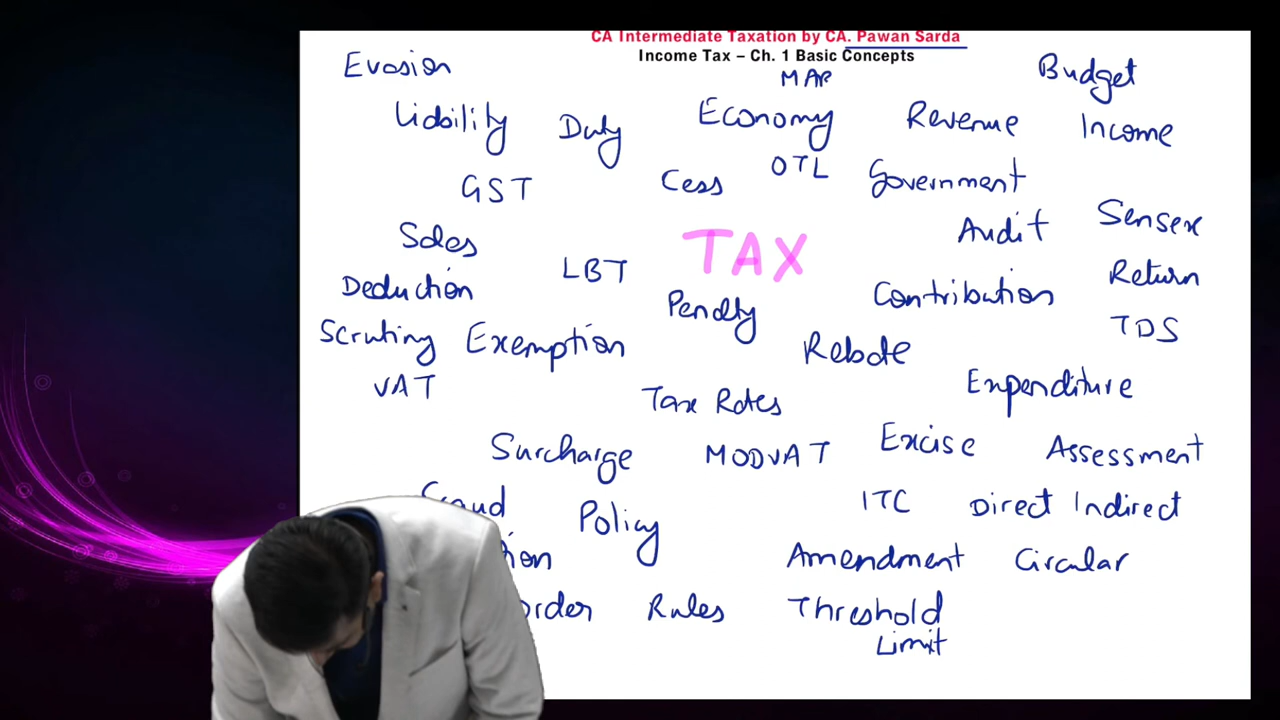 CA Intermediate Taxation by CA. Pawan Sarda
Income Tax – Ch. 1 Basic Concepts
Evasion
MAP
Budget
Liability Duty Economy Revenue Income
GST Cess OTL Government
Sales TAX Audit Sensex
LBT
Deduction Penalty Contribution Return
Scrutiny Exemption Rebate TDS
VAT Tax Rates Expenditure
Surcharge MODVAT Excise Assessment
Policy ITC Direct Indirect
Amendment Circular
Rules Threshold
Limit